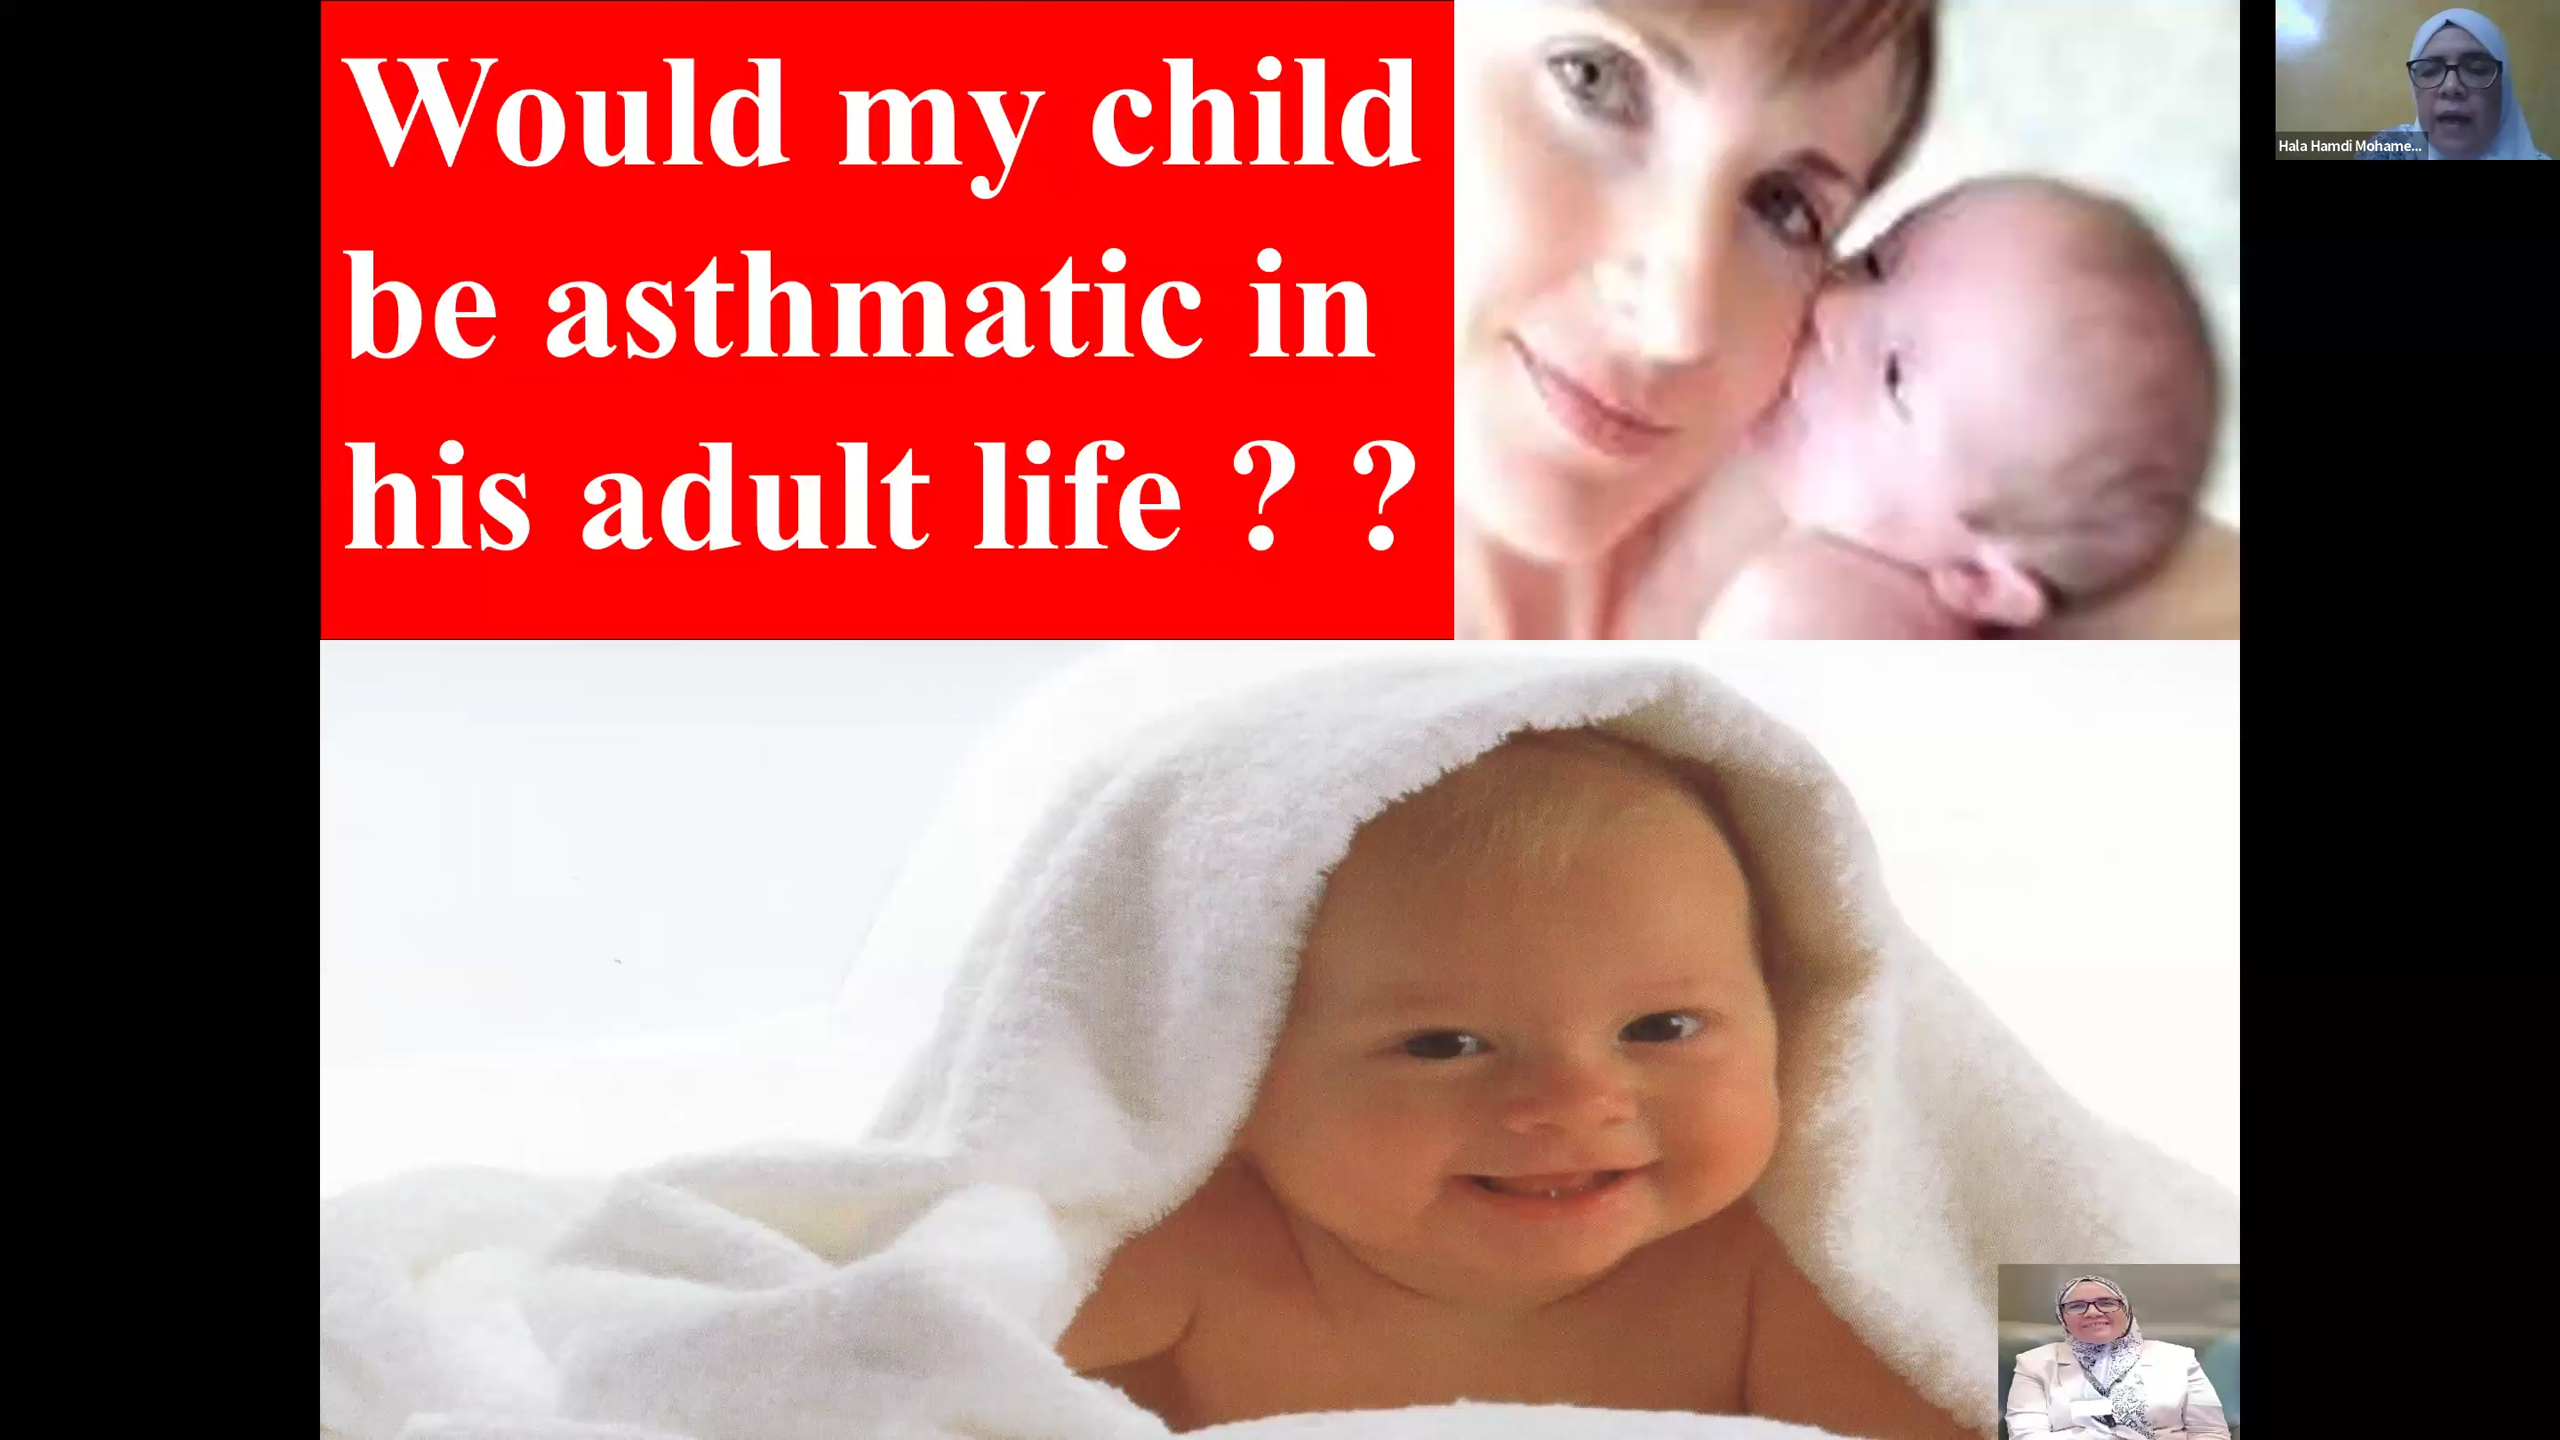 Would my child
be asthmatic in
his adult life ? ?
Hala Hamdi Mohame...